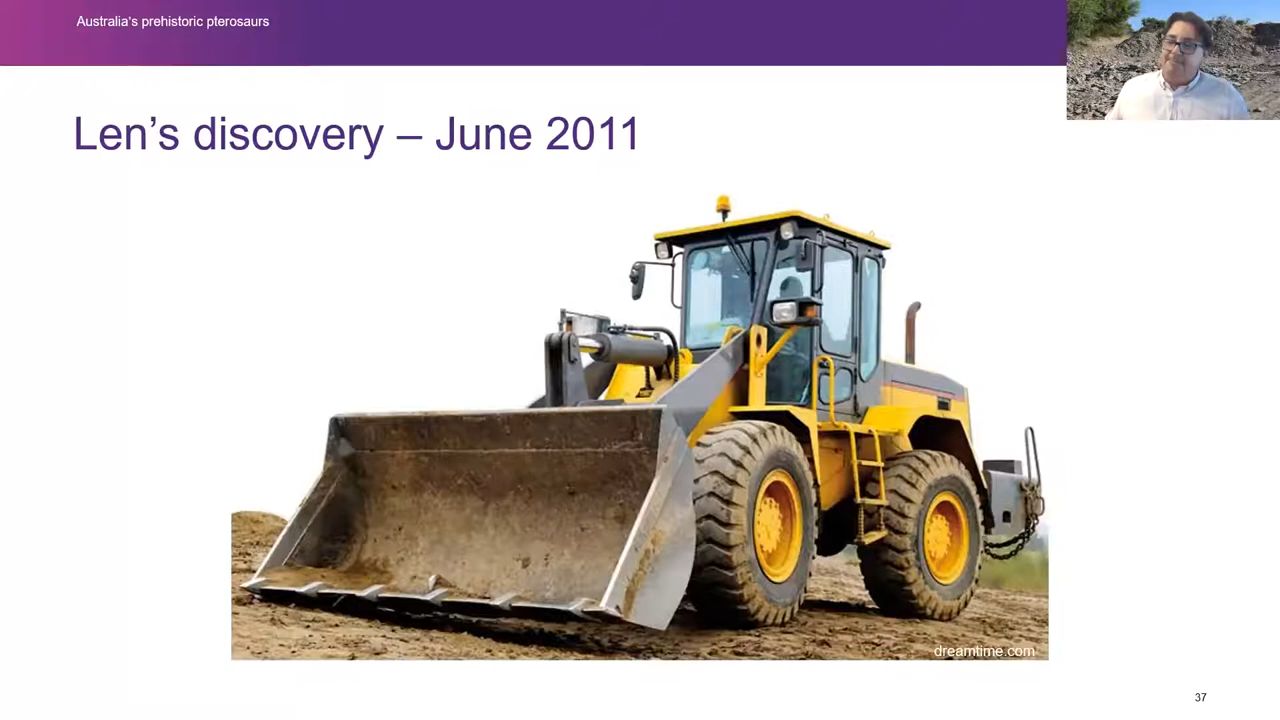 Australia's prehistoric pterosaurs
Len's discovery – June 2011
dreamtime.com
37